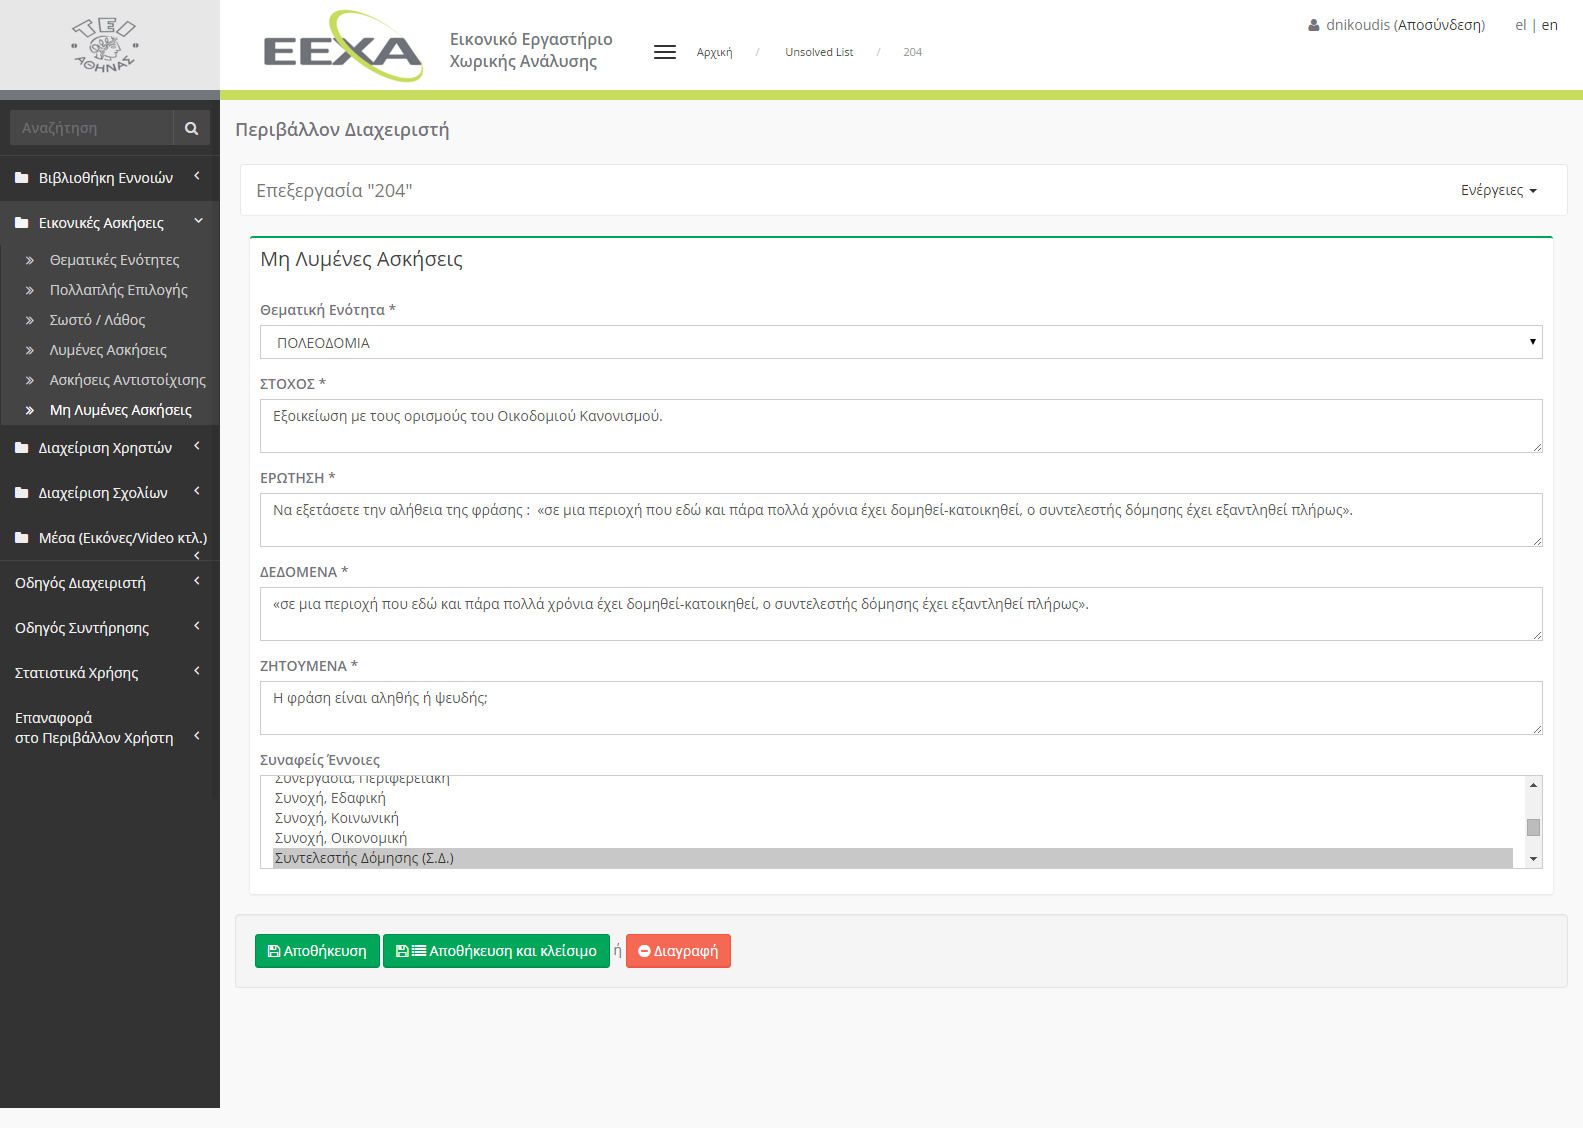 ΤΕΙ
ΑΘΗΝΑΣ
EEXA
Εικονικό Εργαστήριο
Χωρικής Ανάλυσης
Αρχική / Unsolved List / 204
dnikoudis (Αποσύνδεση) el | en
Αναζήτηση
Βιβλιοθήκη Εννοιών
Εικονικές Ασκήσεις
Θεματικές Ενότητες
Πολλαπλής Επιλογής
Σωστό / Λάθος
Λυμένες Ασκήσεις
Ασκήσεις Αντιστοίχισης
Μη Λυμένες Ασκήσεις
Διαχείριση Χρηστών
Διαχείριση Σχολίων
Μέσα (Εικόνες/Video κτλ.)
Οδηγός Διαχειριστή
Οδηγός Συντήρησης
Στατιστικά Χρήσης
Επαναφορά
στο Περιβάλλον Χρήστη
Περιβάλλον Διαχειριστή
Επεξεργασία "204"
Ενέργειες
Μη Λυμένες Ασκήσεις
Θεματική Ενότητα *
ΠΟΛΕΟΔΟΜΙΑ
ΣΤΟΧΟΣ *
Εξοικείωση με τους ορισμούς του Οικοδομιού Κανονισμού.
ΕΡΩΤΗΣΗ *
Να εξετάσετε την αλήθεια της φράσης : «σε μια περιοχή που εδώ και πάρα πολλά χρόνια έχει δομηθεί-κατοικηθεί, ο συντελεστής δόμησης έχει εξαντληθεί πλήρως».
ΔΕΔΟΜΕΝΑ *
«σε μια περιοχή που εδώ και πάρα πολλά χρόνια έχει δομηθεί-κατοικηθεί, ο συντελεστής δόμησης έχει εξαντληθεί πλήρως».
ΖΗΤΟΥΜΕΝΑ *
Η φράση είναι αληθής ή ψευδής;
Συναφείς Έννοιες
Συνεργασία, Περιφερειακή
Συνοχή, Εδαφική
Συνοχή, Κοινωνική
Συνοχή, Οικονομική
Συντελεστής Δόμησης (Σ.Δ.)
Αποθήκευση Αποθήκευση και κλείσιμο ή Διαγραφή